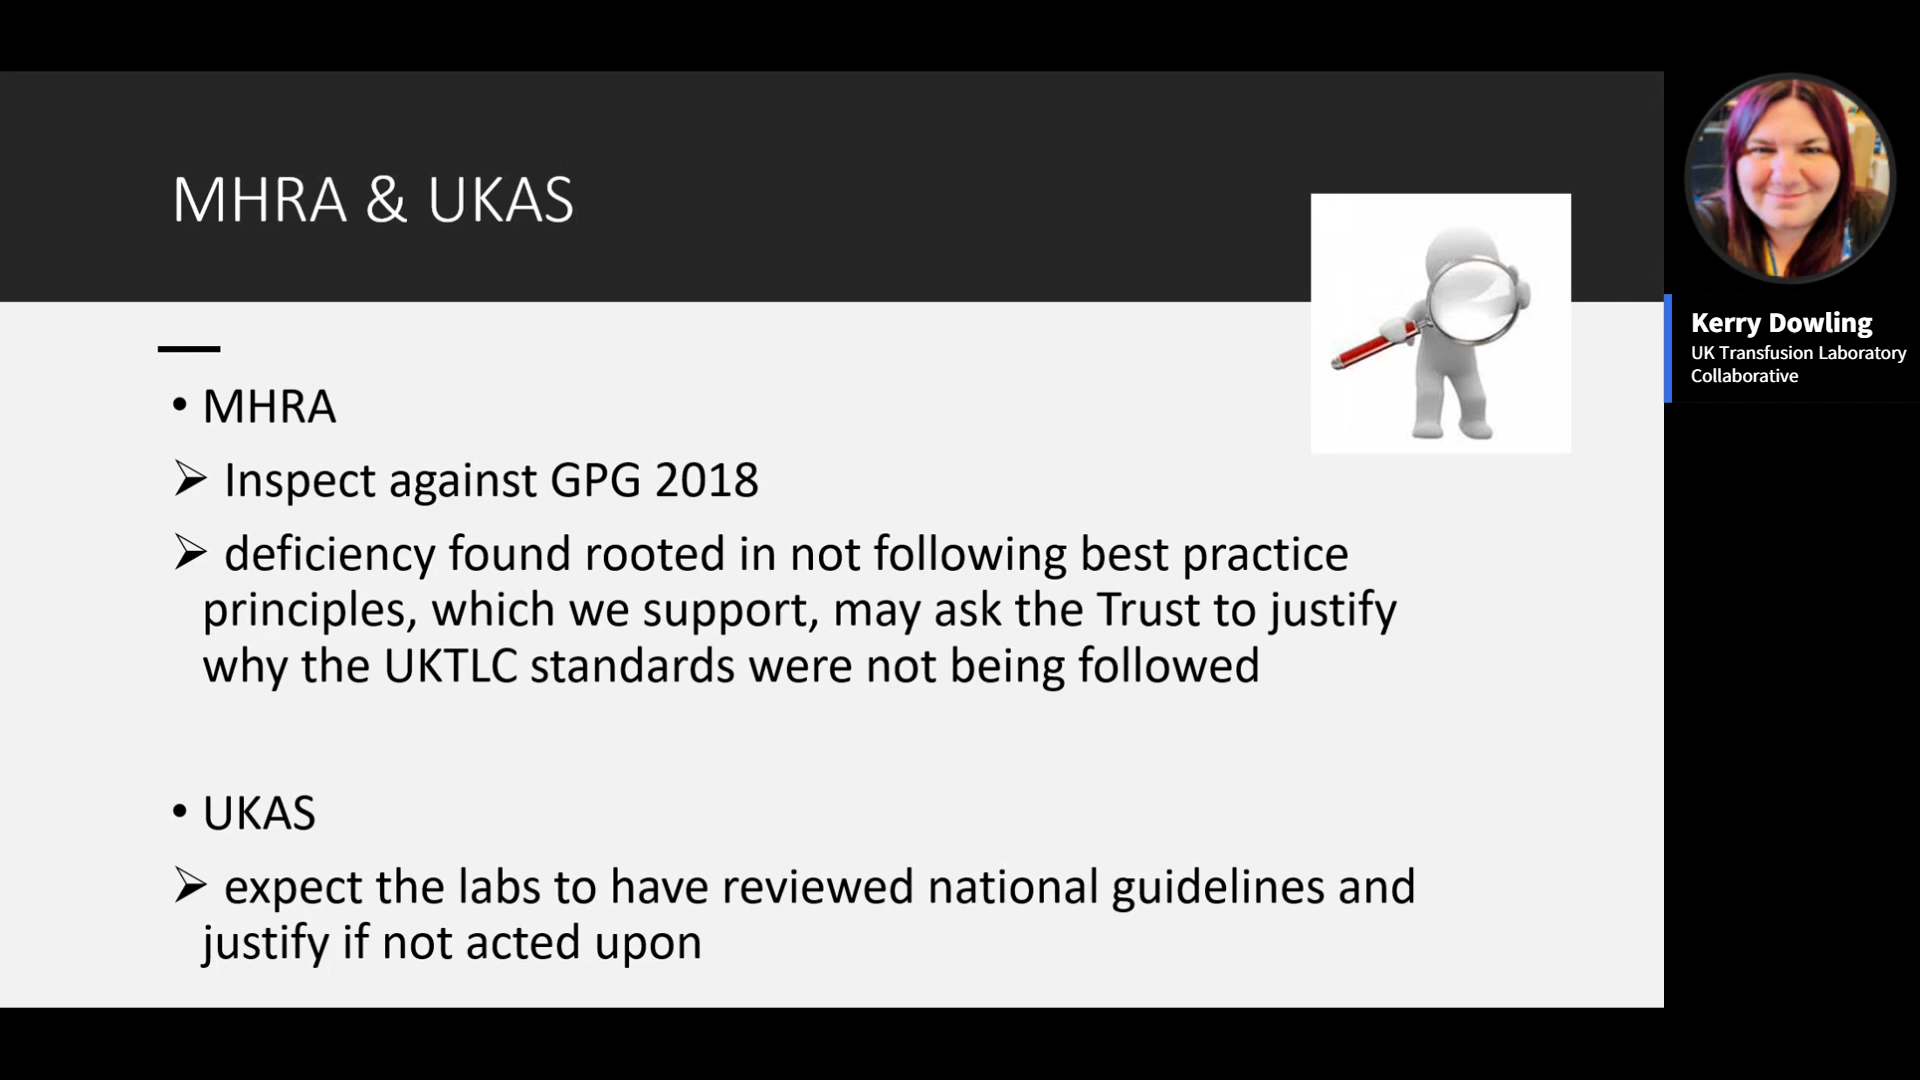 MHRA & UKAS
• MHRA
➢ Inspect against GPG 2018
➢ deficiency found rooted in not following best practice
principles, which we support, may ask the Trust to justify
why the UKTLC standards were not being followed
• UKAS
➢ expect the labs to have reviewed national guidelines and
justify if not acted upon
Kerry Dowling
UK Transfusion Laboratory
Collaborative